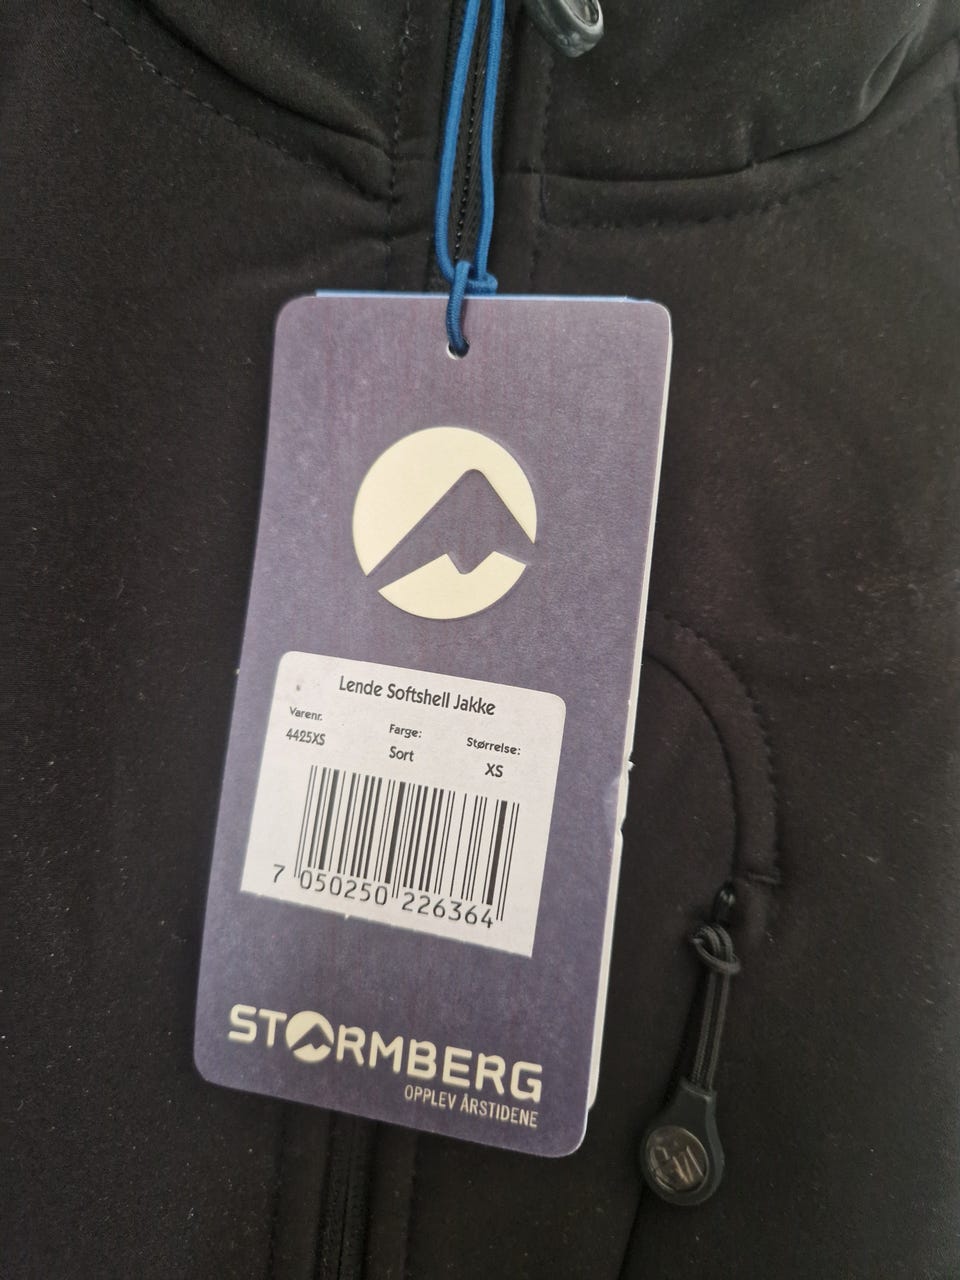 Lende Softshell Jakke
Varenr.
4425XS
Farge:
Sort
Størrelse:
XS
7 050250 226364
STORMBERG
OPPLEV ÅRSTIDENE